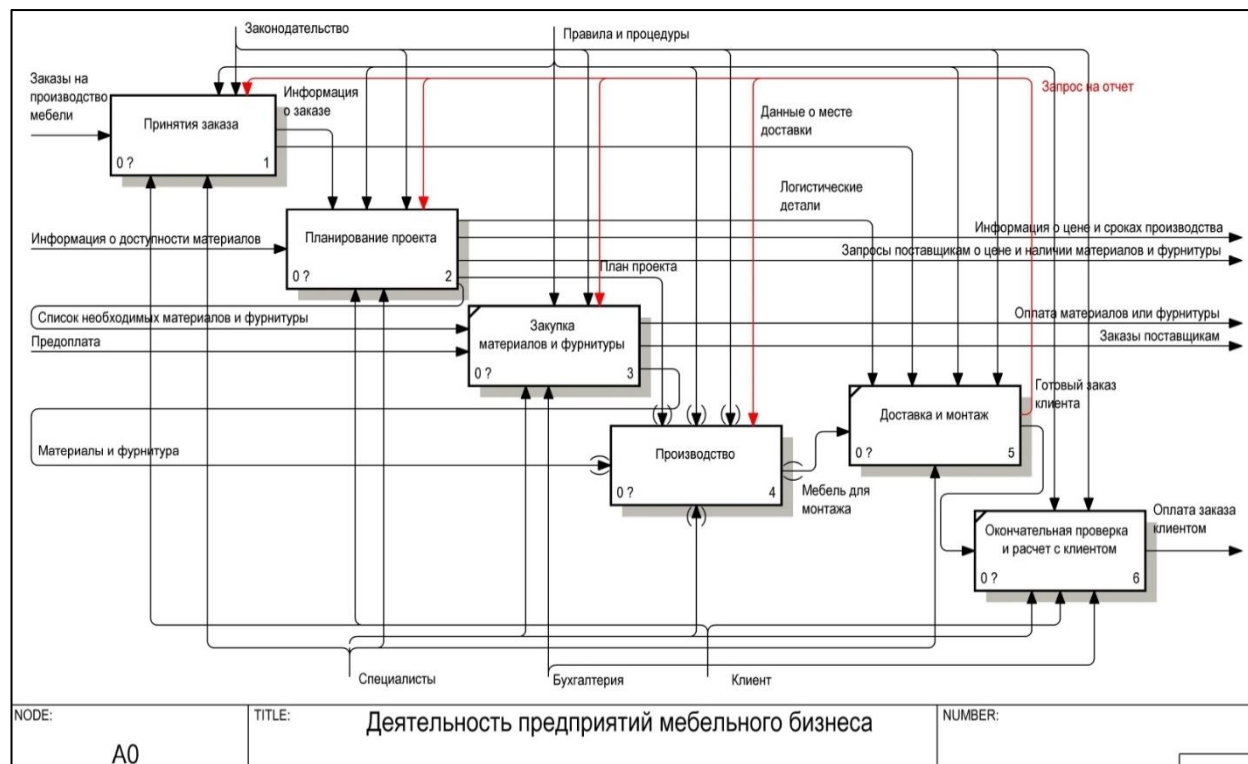 Законодательство
Правила и процедуры
Заказы на
производство
мебели
Информация
о заказе
Данные о месте
доставки
Запрос на отчет
Принятия заказа
0 ?
1
Логистические
детали
Информация о доступности материалов
Планирование проекта
0 ?
2
Информация о цене и сроках производства
Запросы поставщикам о цене и наличии материалов и фурнитуры
План проекта
Список необходимых материалов и фурнитуры
Предоплата
Закупка
материалов и фурнитуры
0 ?
3
Оплата материалов или фурнитуры
Заказы поставщикам
Готовый заказ
клиента
Доставка и монтаж
0 ?
5
Материалы и фурнитура
Производство
0 ?
4
Мебель для
монтажа
Окончательная проверка
и расчет с клиентом
0 ?
6
Оплата заказа
клиентом
Специалисты
Бухгалтерия
Клиент
NODE:
A0
TITLE:
Деятельность предприятий мебельного бизнеса
NUMBER: